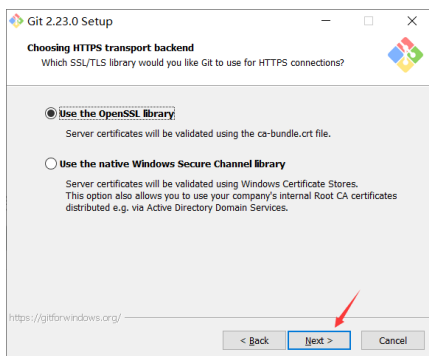 Git 2.23.0 Setup
Choosing HTTPS transport backend
Which SSL/TLS library would you like Git to use for HTTPS connections?
Use the OpenSSL library
Server certificates will be validated using the ca-bundle.crt file.
Use the native Windows Secure Channel library
Server certificates will be validated using Windows Certificate Stores.
This option also allows you to use your company's internal Root CA certificates
distributed e.g. via Active Directory Domain Services.
https://gitforwindows.org/
< Back Next > Cancel